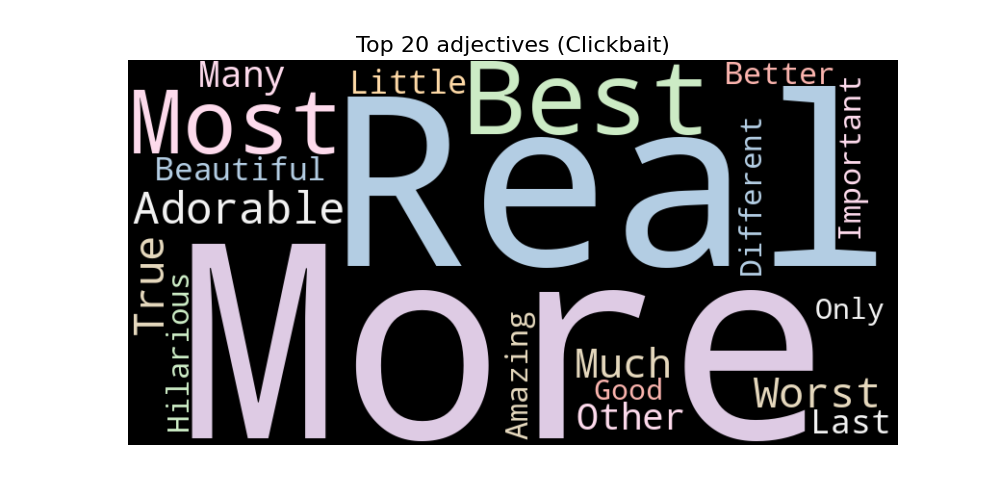 Top 20 adjectives (Clickbait)
Many
Little
Best
Better
Most
Real
Important
Beautiful
Different
Adorable
True
Hilarious
More
Amazing
Only
Much
Good
Worst
Other
Last